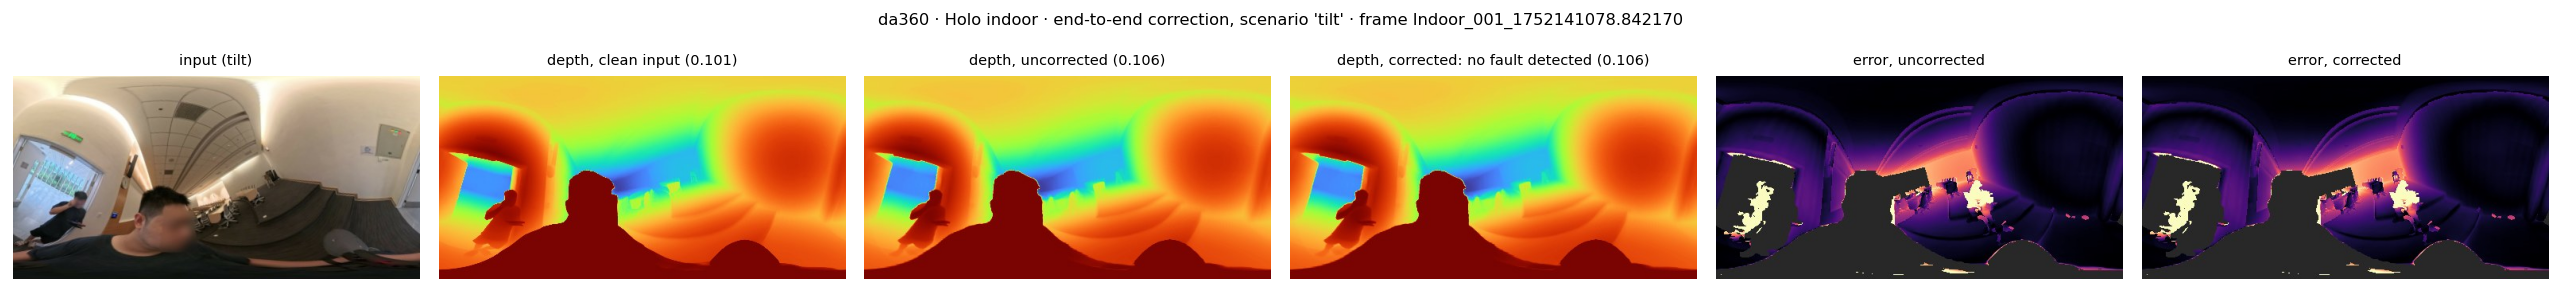 da360 · Holo indoor · end-to-end correction, scenario 'tilt' · frame Indoor_001_1752141078.842170
input (tilt)
depth, clean input (0.101)
depth, uncorrected (0.106)
depth, corrected: no fault detected (0.106)
error, uncorrected
error, corrected